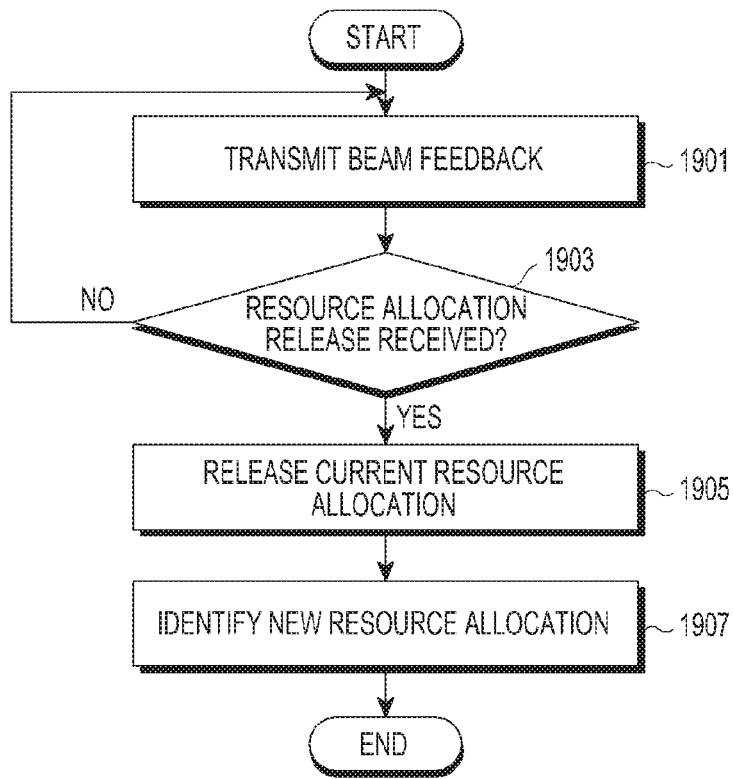 START
TRANSMIT BEAM FEEDBACK
1901
1903
NO
RESOURCE ALLOCATION
RELEASE RECEIVED?
YES
RELEASE CURRENT RESOURCE
ALLOCATION
1905
IDENTIFY NEW RESOURCE ALLOCATION
1907
END